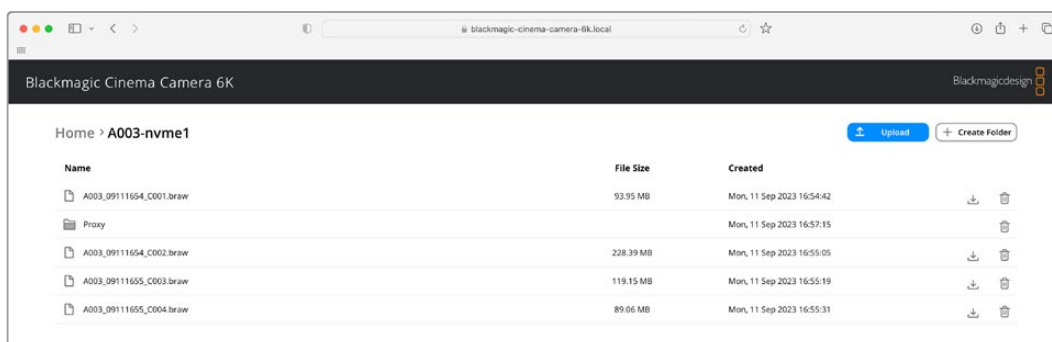 blackmagic-cinema-camera-6k.local
Blackmagic Cinema Camera 6K
Blackmagicdesign
Home > A003-nvme1
Upload
+ Create Folder
Name File Size Created
A003_09111654_C001.braw 93.95 MB Mon, 11 Sep 2023 16:54:42
Proxy Mon, 11 Sep 2023 16:57:15
A003_09111654_C002.braw 228.39 MB Mon, 11 Sep 2023 16:55:05
A003_09111655_C003.braw 119.15 MB Mon, 11 Sep 2023 16:55:19
A003_09111655_C004.braw 89.06 MB Mon, 11 Sep 2023 16:55:31